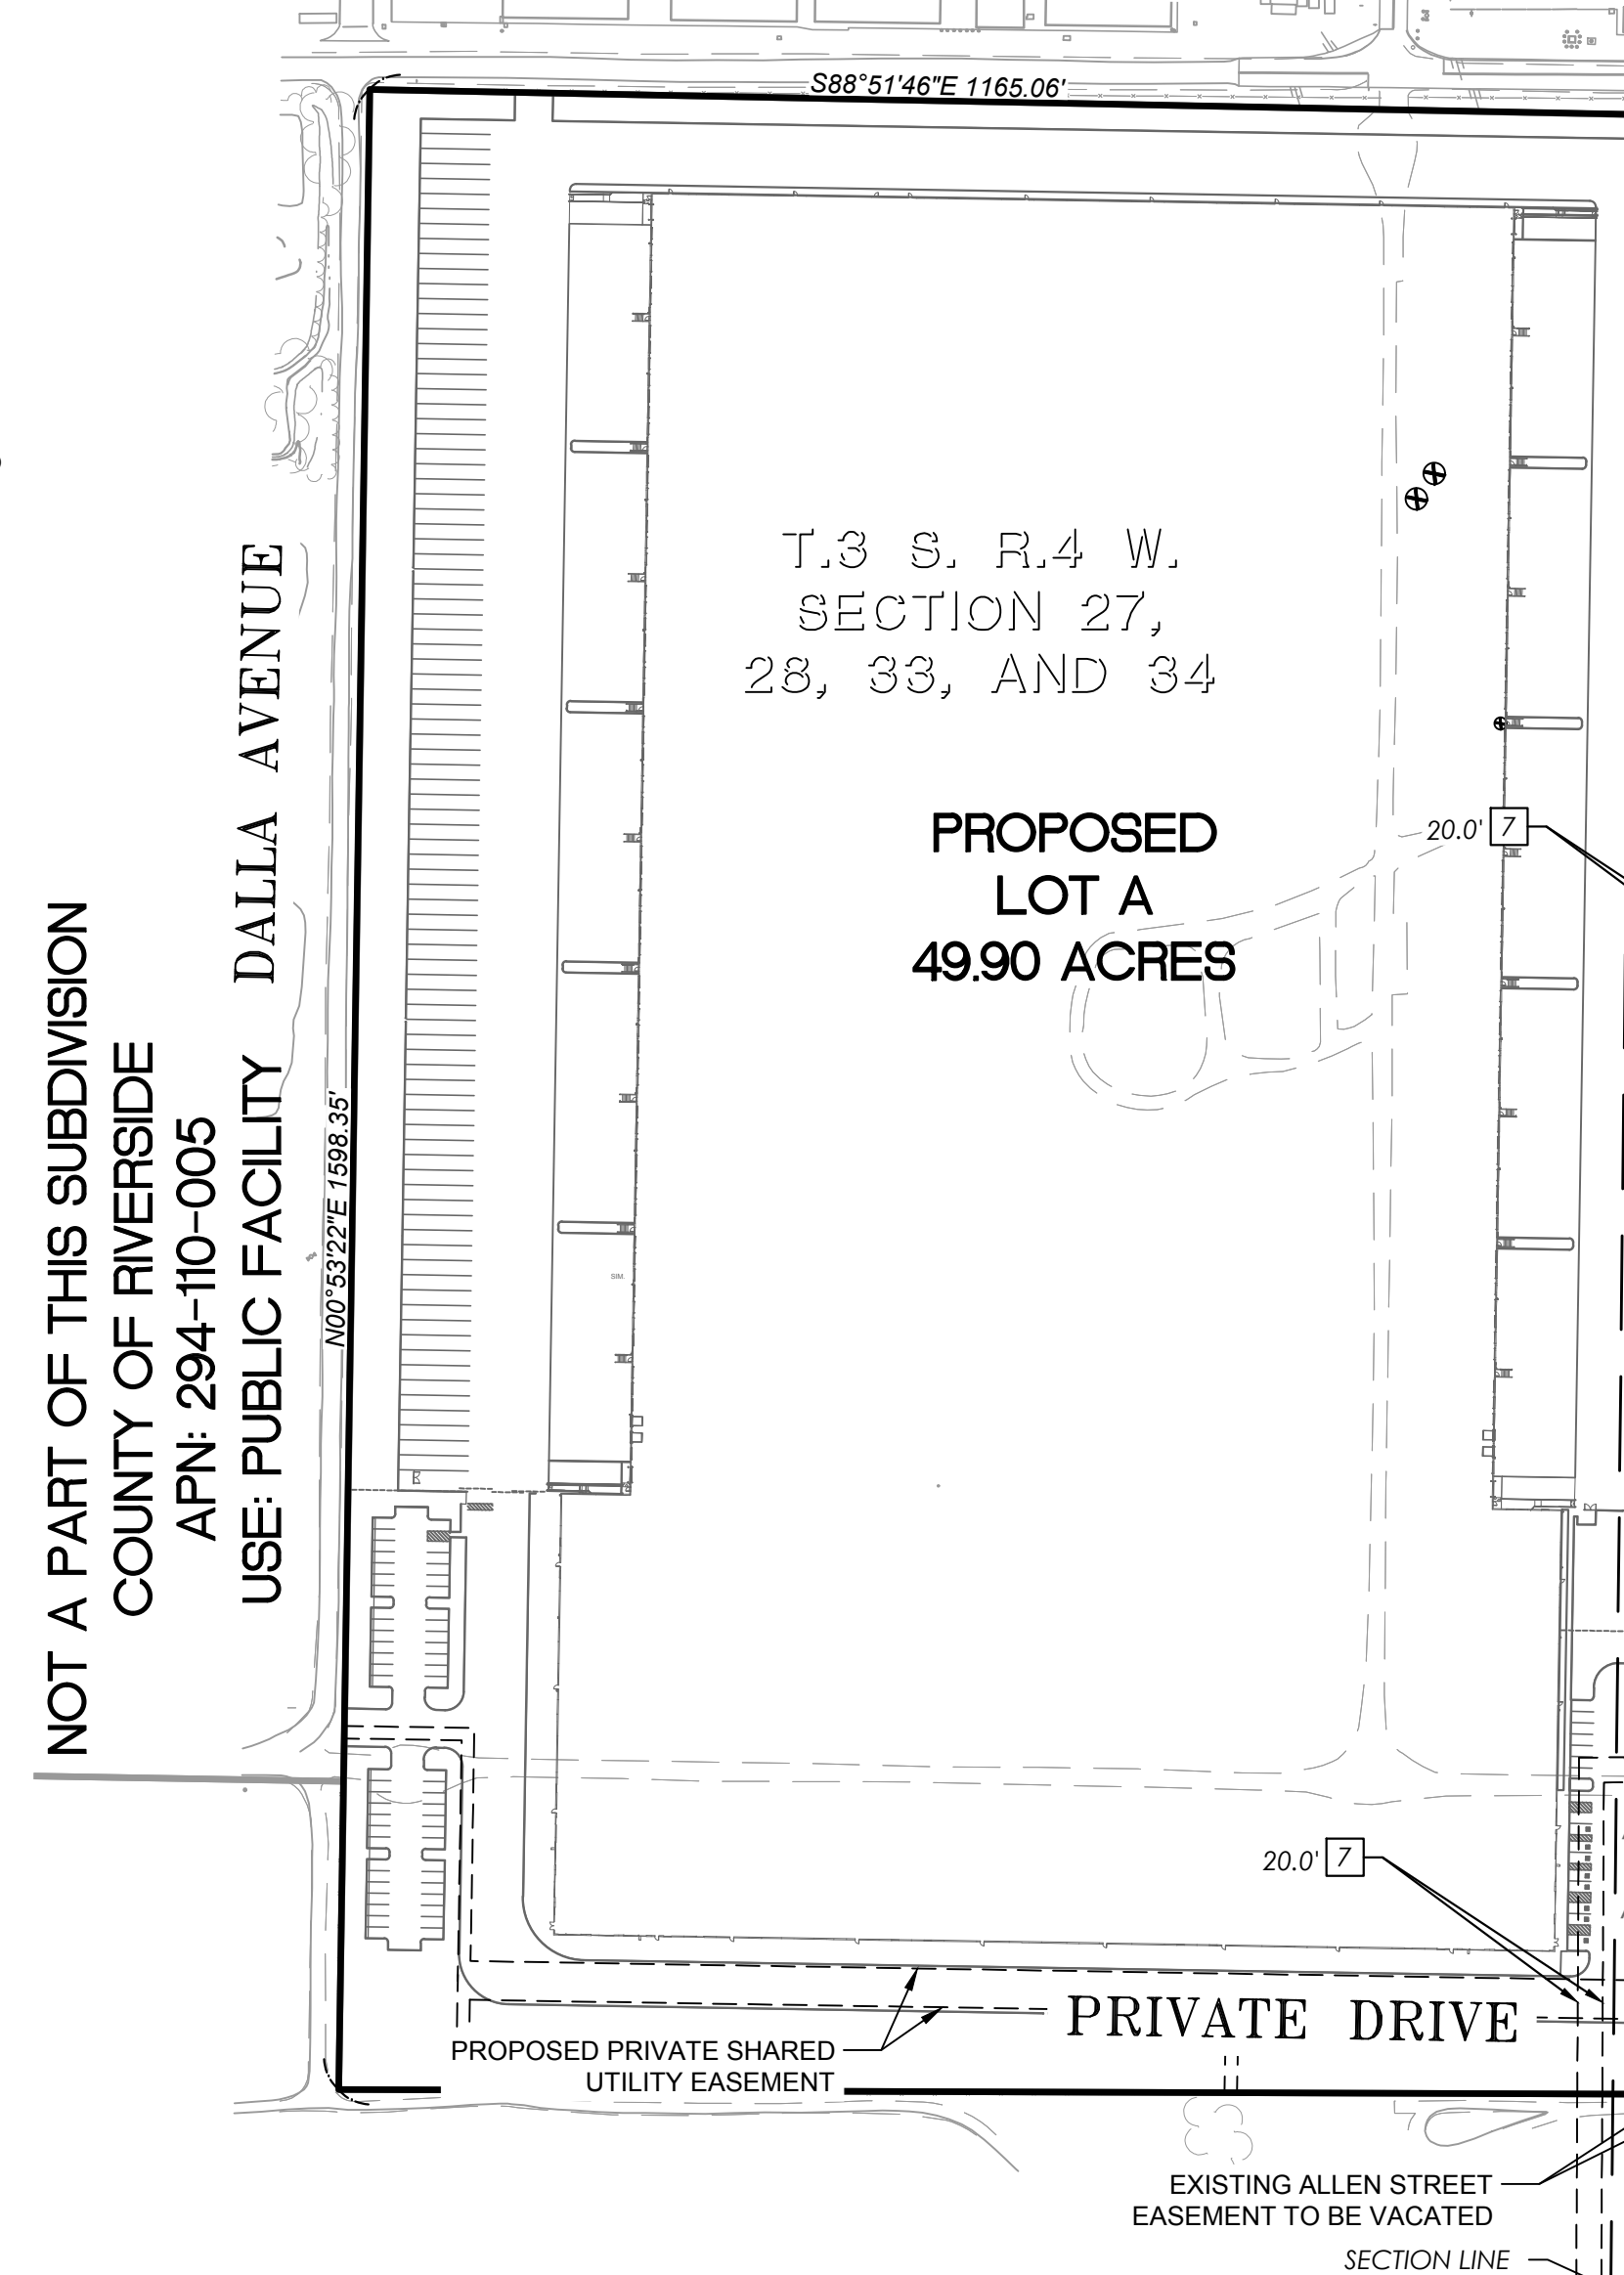 S88°51'46"E 1165.06'
T.3 S. R.4 W.
SECTION 27,
28, 33, AND 34
PROPOSED
LOT A
49.90 ACRES
20.0' 7
DALLA AVENUE
NOT A PART OF THIS SUBDIVISION
COUNTY OF RIVERSIDE
APN: 294-110-005
USE: PUBLIC FACILITY
N00°53'22"E 1598.35'
SIM.
20.0' 7
PRIVATE DRIVE
PROPOSED PRIVATE SHARED
UTILITY EASEMENT
EXISTING ALLEN STREET
EASEMENT TO BE VACATED
SECTION LINE